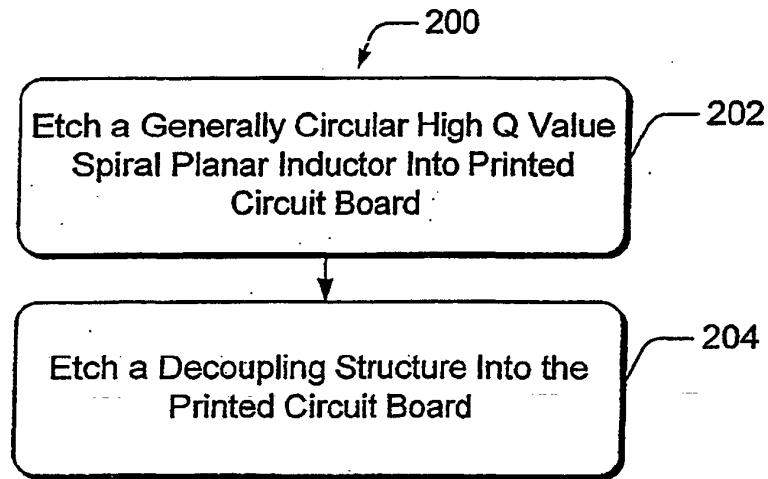 200
Etch a Generally Circular High Q Value
Spiral Planar Inductor Into Printed
Circuit Board
202
Etch a Decoupling Structure Into the
Printed Circuit Board
204